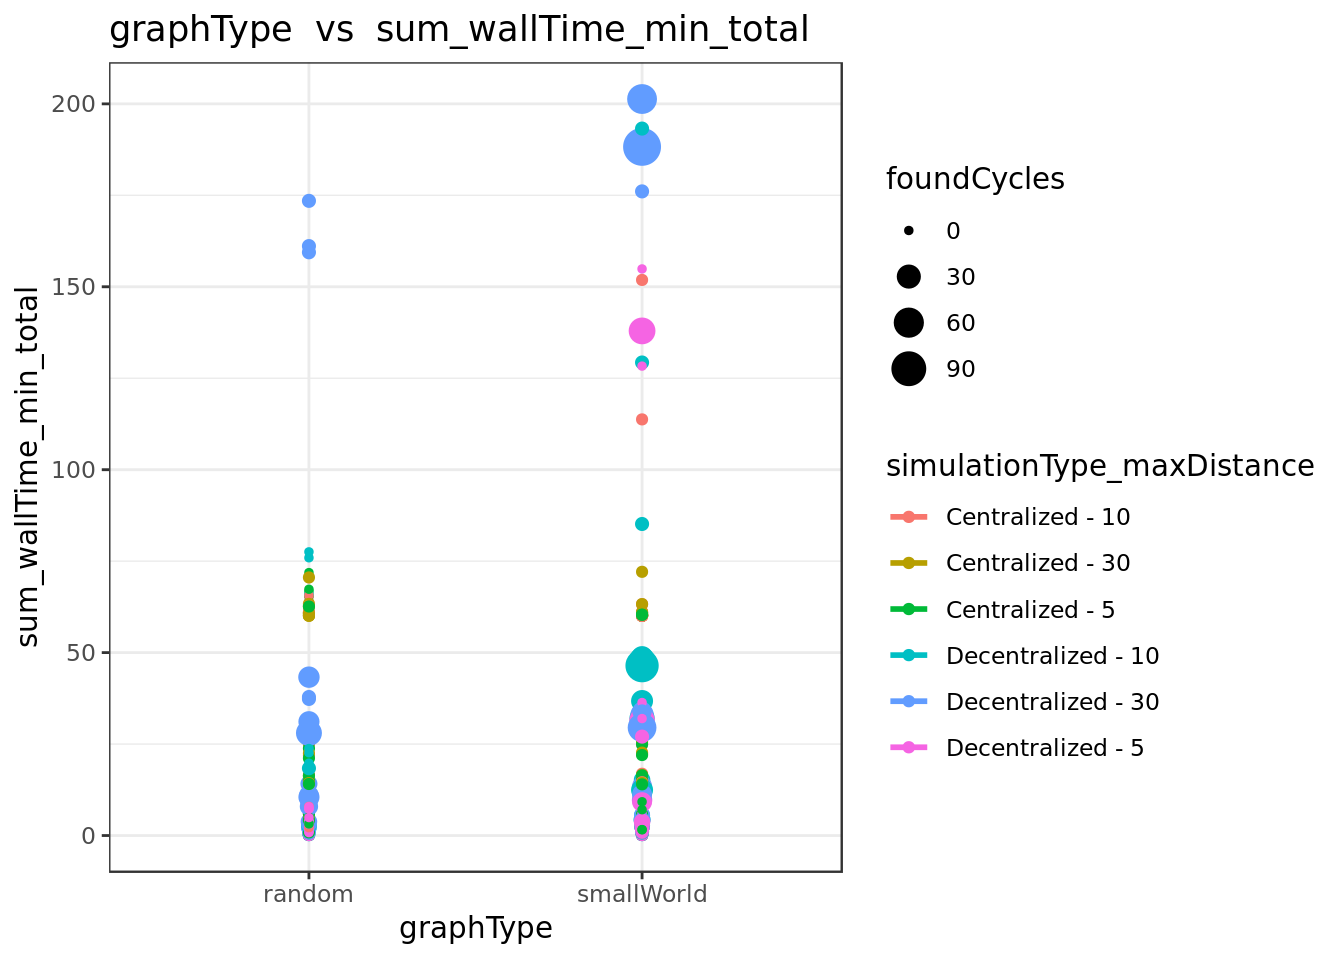 graphType  vs  sum_wallTime_min_total
sum_wallTime_min_total
200
150
100
50
0
random
smallWorld
graphType
foundCycles
0
30
60
90
simulationType_maxDistance
Centralized - 10
Centralized - 30
Centralized - 5
Decentralized - 10
Decentralized - 30
Decentralized - 5